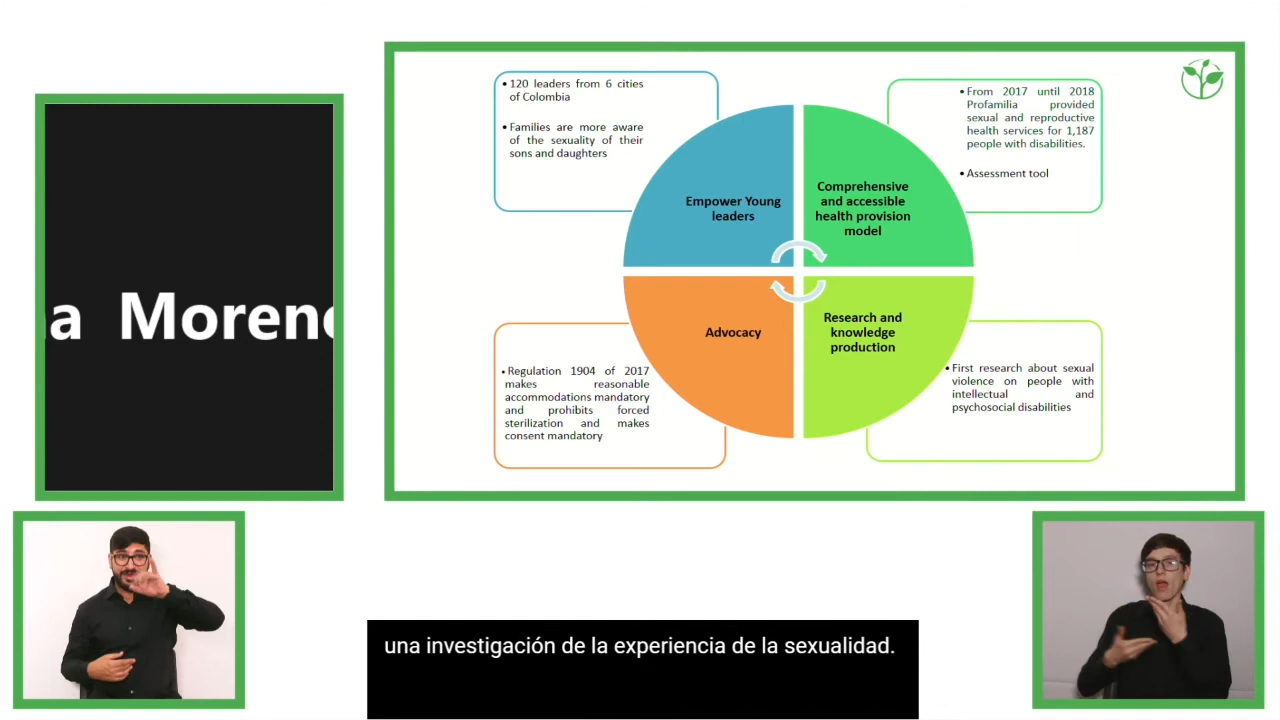 • 120 leaders from 6 cities
of Colombia
• Families are more aware
of the sexuality of their
sons and daughters
• From 2017 until 2018
Profamilia provided
sexual and reproductive
health services for 1,187
people with disabilities.
• Assessment tool
Empower Young
leaders
Comprehensive
and accessible
health provision
model
Advocacy
Research and
knowledge
production
• Regulation 1904 of 2017
makes reasonable
accommodations mandatory
and prohibits forced
sterilization and makes
consent mandatory
• First research about sexual
violence on people with
intellectual and
psychosocial disabilities
una investigación de la experiencia de la sexualidad.